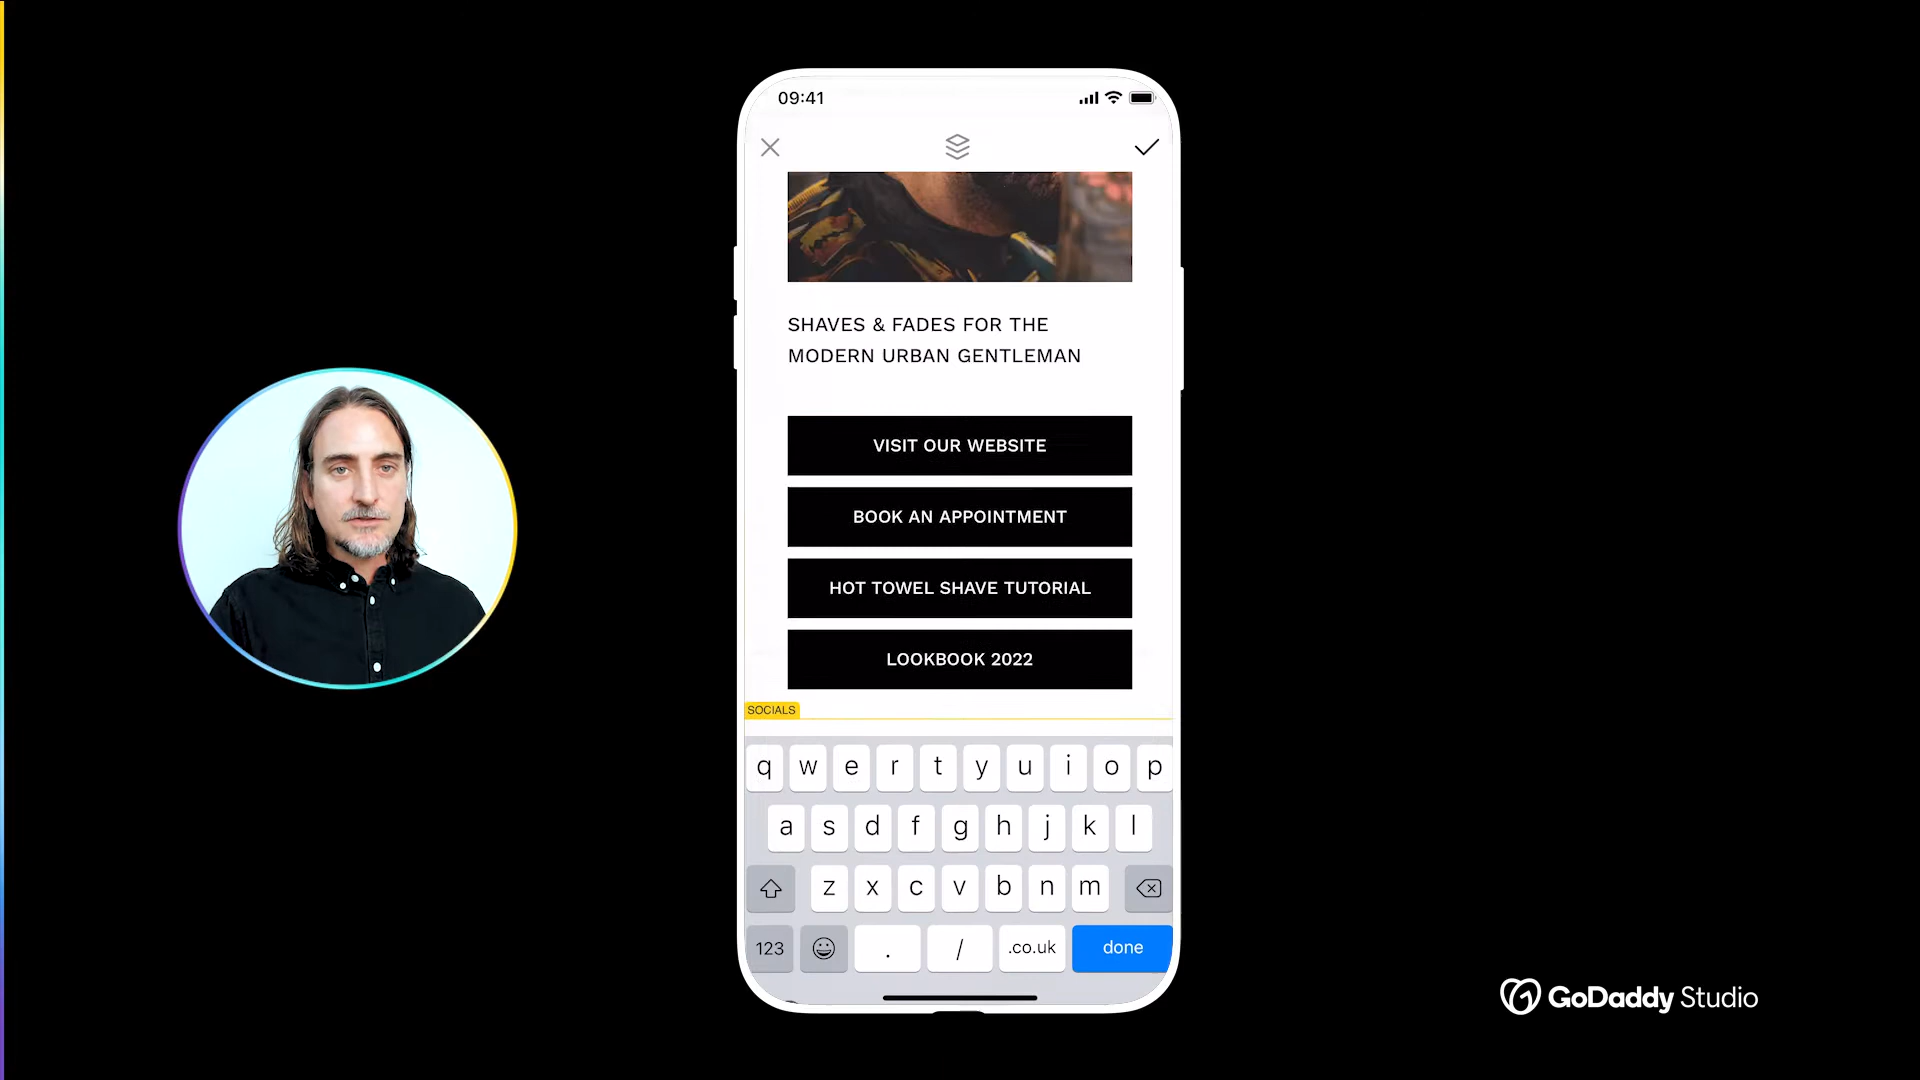 09:41
SHAVES & FADES FOR THE
MODERN URBAN GENTLEMAN
VISIT OUR WEBSITE
BOOK AN APPOINTMENT
HOT TOWEL SHAVE TUTORIAL
LOOKBOOK 2022
SOCIALS
q w e r t y u i o p
a s d f g h j k l
z x c v b n m
123 . / .co.uk done
GoDaddy Studio